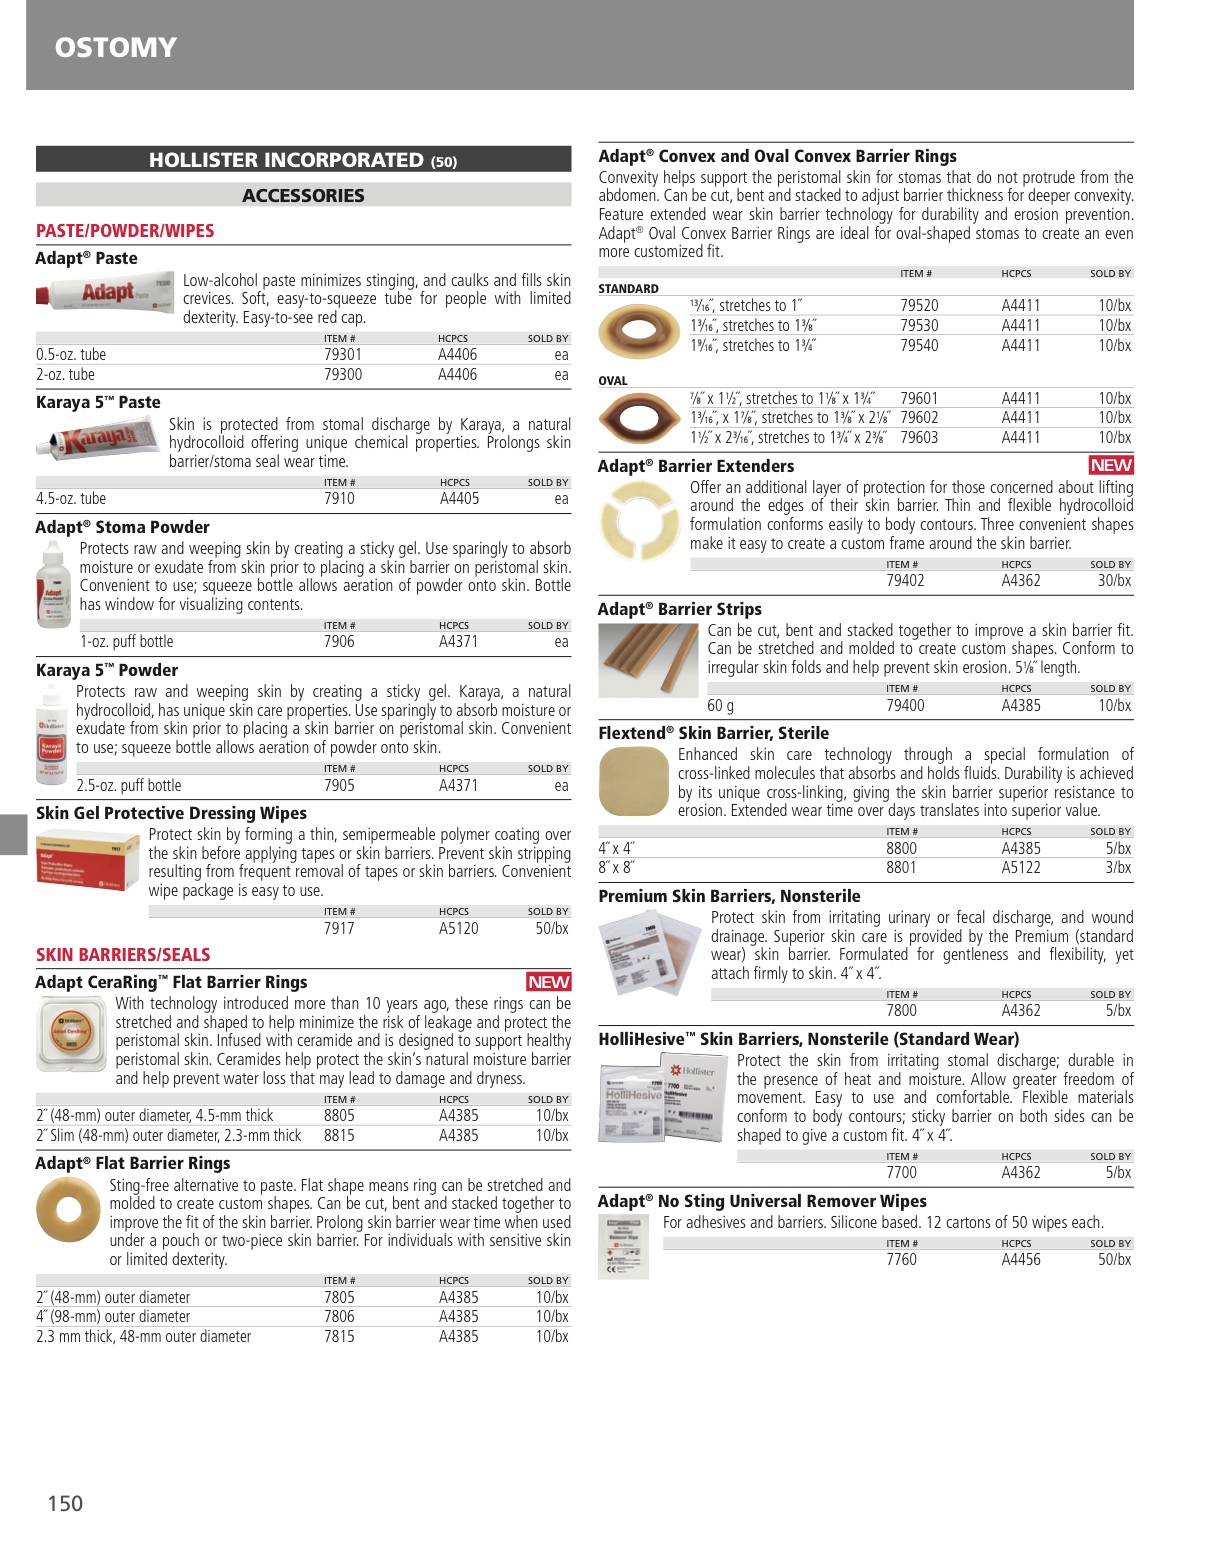 OSTOMY
HOLLISTER INCORPORATED (50)
ACCESSORIES
PASTE/POWDER/WIPES
Adapt® Paste
Low-alcohol paste minimizes stinging, and caulks and fills skin
crevices. Soft, easy-to-squeeze tube for people with limited
dexterity. Easy-to-see red cap.
ITEM # HCPCS SOLD BY
0.5-oz. tube 79301 A4406 ea
2-oz. tube 79300 A4406 ea
Karaya 5™ Paste
Skin is protected from stomal discharge by Karaya, a natural
hydrocolloid offering unique chemical properties. Prolongs skin
barrier/stoma seal wear time.
ITEM # HCPCS SOLD BY
4.5-oz. tube 7910 A4405 ea
Adapt® Stoma Powder
Protects raw and weeping skin by creating a sticky gel. Use sparingly to absorb
moisture or exudate from skin prior to placing a skin barrier on peristomal skin.
Convenient to use; squeeze bottle allows aeration of powder onto skin. Bottle
has window for visualizing contents.
ITEM # HCPCS SOLD BY
1-oz. puff bottle 7906 A4371 ea
Karaya 5™ Powder
Protects raw and weeping skin by creating a sticky gel. Karaya, a natural
hydrocolloid, has unique skin care properties. Use sparingly to absorb moisture or
exudate from skin prior to placing a skin barrier on peristomal skin. Convenient
to use; squeeze bottle allows aeration of powder onto skin.
ITEM # HCPCS SOLD BY
2.5-oz. puff bottle 7905 A4371 ea
Skin Gel Protective Dressing Wipes
Protect skin by forming a thin, semipermeable polymer coating over
the skin before applying tapes or skin barriers. Prevent skin stripping
resulting from frequent removal of tapes or skin barriers. Convenient
wipe package is easy to use.
ITEM # HCPCS SOLD BY
7917 A5120 50/bx
SKIN BARRIERS/SEALS
Adapt CeraRing™ Flat Barrier Rings NEW
With technology introduced more than 10 years ago, these rings can be
stretched and shaped to help minimize the risk of leakage and protect the
peristomal skin. Infused with ceramide and is designed to support healthy
peristomal skin. Ceramides help protect the skin’s natural moisture barrier
and help prevent water loss that may lead to damage and dryness.
ITEM # HCPCS SOLD BY
2˝ (48-mm) outer diameter, 4.5-mm thick 8805 A4385 10/bx
2˝ Slim (48-mm) outer diameter, 2.3-mm thick 8815 A4385 10/bx
Adapt® Flat Barrier Rings
Sting-free alternative to paste. Flat shape means ring can be stretched and
molded to create custom shapes. Can be cut, bent and stacked together to
improve the fit of the skin barrier. Prolong skin barrier wear time when used
under a pouch or two-piece skin barrier. For individuals with sensitive skin
or limited dexterity.
ITEM # HCPCS SOLD BY
2˝ (48-mm) outer diameter 7805 A4385 10/bx
4˝ (98-mm) outer diameter 7806 A4385 10/bx
2.3 mm thick, 48-mm outer diameter 7815 A4385 10/bx
Adapt® Convex and Oval Convex Barrier Rings
Convexity helps support the peristomal skin for stomas that do not protrude from the
abdomen. Can be cut, bent and stacked to adjust barrier thickness for deeper convexity.
Feature extended wear skin barrier technology for durability and erosion prevention.
Adapt® Oval Convex Barrier Rings are ideal for oval-shaped stomas to create an even
more customized fit.
ITEM # HCPCS SOLD BY
STANDARD
13⁄16˝, stretches to 1˝ 79520 A4411 10/bx
1 3⁄16˝, stretches to 1 3⁄8˝ 79530 A4411 10/bx
1 9⁄16˝, stretches to 1 3⁄4˝ 79540 A4411 10/bx
OVAL
7⁄8˝ x 1 1⁄2˝, stretches to 1 1⁄8˝ x 1 3⁄4˝ 79601 A4411 10/bx
1 3⁄16˝, x 1 7⁄8˝, stretches to 1 3⁄8˝ x 2 1⁄8˝ 79602 A4411 10/bx
1 1⁄2˝ x 2 3⁄16˝, stretches to 1 3⁄4˝ x 2 3⁄8˝ 79603 A4411 10/bx
Adapt® Barrier Extenders NEW
Offer an additional layer of protection for those concerned about lifting
around the edges of their skin barrier. Thin and flexible hydrocolloid
formulation conforms easily to body contours. Three convenient shapes
make it easy to create a custom frame around the skin barrier.
ITEM # HCPCS SOLD BY
79402 A4362 30/bx
Adapt® Barrier Strips
Can be cut, bent and stacked together to improve a skin barrier fit.
Can be stretched and molded to create custom shapes. Conform to
irregular skin folds and help prevent skin erosion. 5 1⁄8˝ length.
ITEM # HCPCS SOLD BY
60 g 79400 A4385 10/bx
Flextend® Skin Barrier, Sterile
Enhanced skin care technology through a special formulation of
cross-linked molecules that absorbs and holds fluids. Durability is achieved
by its unique cross-linking, giving the skin barrier superior resistance to
erosion. Extended wear time over days translates into superior value.
ITEM # HCPCS SOLD BY
4˝ x 4˝ 8800 A4385 5/bx
8˝ x 8˝ 8801 A5122 3/bx
Premium Skin Barriers, Nonsterile
Protect skin from irritating urinary or fecal discharge, and wound
drainage. Superior skin care is provided by the Premium (standard
wear) skin barrier. Formulated for gentleness and flexibility, yet
attach firmly to skin. 4˝ x 4˝.
ITEM # HCPCS SOLD BY
7800 A4362 5/bx
HolliHesive™ Skin Barriers, Nonsterile (Standard Wear)
Protect the skin from irritating stomal discharge; durable in
the presence of heat and moisture. Allow greater freedom of
movement. Easy to use and comfortable. Flexible materials
conform to body contours; sticky barrier on both sides can be
shaped to give a custom fit. 4˝ x 4˝.
ITEM # HCPCS SOLD BY
7700 A4362 5/bx
Adapt® No Sting Universal Remover Wipes
For adhesives and barriers. Silicone based. 12 cartons of 50 wipes each.
ITEM # HCPCS SOLD BY
7760 A4456 50/bx
150